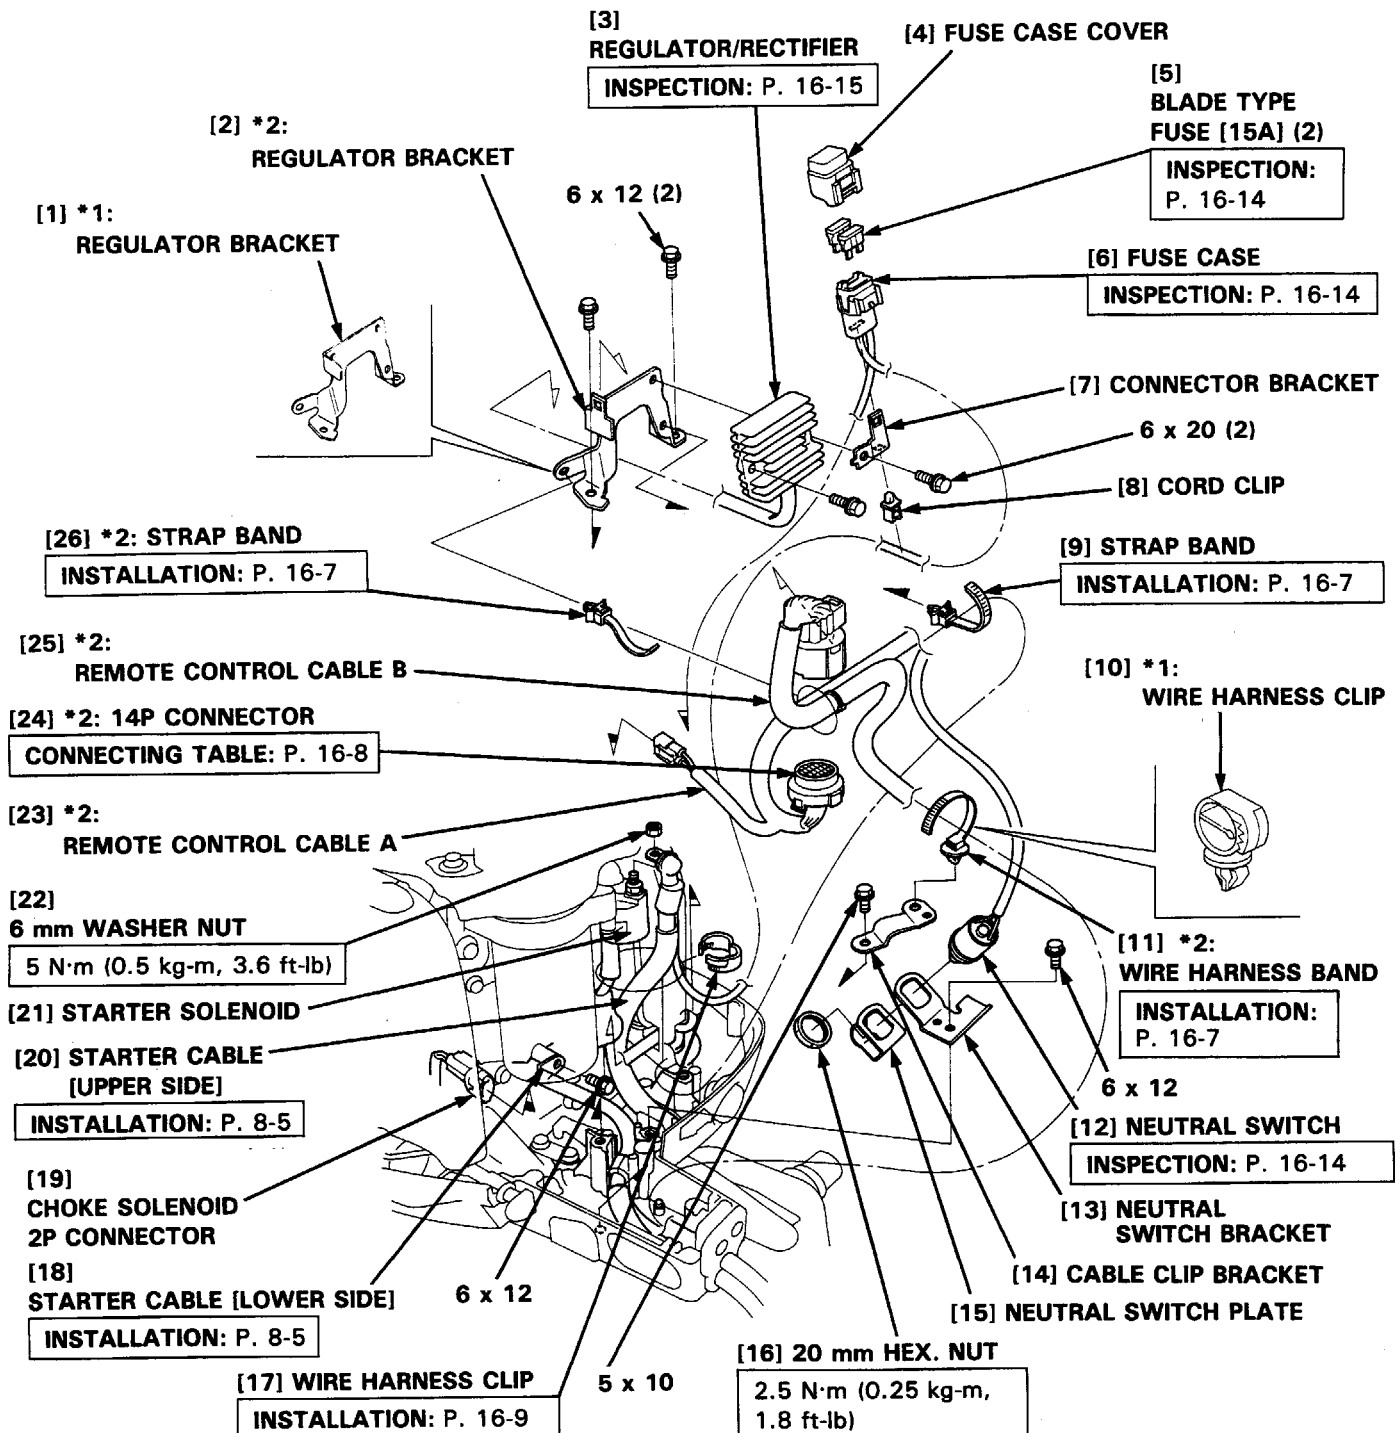 [3]
REGULATOR/RECTIFIER
INSPECTION: P. 16-15
[4] FUSE CASE COVER
[5]
BLADE TYPE
FUSE [15A] (2)
INSPECTION:
P. 16-14
[2] *2:
REGULATOR BRACKET
6 x 12 (2)
[1] *1:
REGULATOR BRACKET
[6] FUSE CASE
INSPECTION: P. 16-14
[7] CONNECTOR BRACKET
6 x 20 (2)
[8] CORD CLIP
[26] *2: STRAP BAND
INSTALLATION: P. 16-7
[9] STRAP BAND
INSTALLATION: P. 16-7
[25] *2:
REMOTE CONTROL CABLE B
[10] *1:
WIRE HARNESS CLIP
[24] *2: 14P CONNECTOR
CONNECTING TABLE: P. 16-8
[23] *2:
REMOTE CONTROL CABLE A
[22]
6 mm WASHER NUT
5 N·m (0.5 kg-m, 3.6 ft-lb)
[11] *2:
WIRE HARNESS BAND
INSTALLATION:
P. 16-7
[21] STARTER SOLENOID
[20] STARTER CABLE
[UPPER SIDE]
INSTALLATION: P. 8-5
6 x 12
[12] NEUTRAL SWITCH
INSPECTION: P. 16-14
[19]
CHOKE SOLENOID
2P CONNECTOR
[13] NEUTRAL
SWITCH BRACKET
[18]
STARTER CABLE [LOWER SIDE]
INSTALLATION: P. 8-5
6 x 12
[14] CABLE CLIP BRACKET
[15] NEUTRAL SWITCH PLATE
[17] WIRE HARNESS CLIP
INSTALLATION: P. 16-9
5 x 10
[16] 20 mm HEX. NUT
2.5 N·m (0.25 kg-m,
1.8 ft-lb)